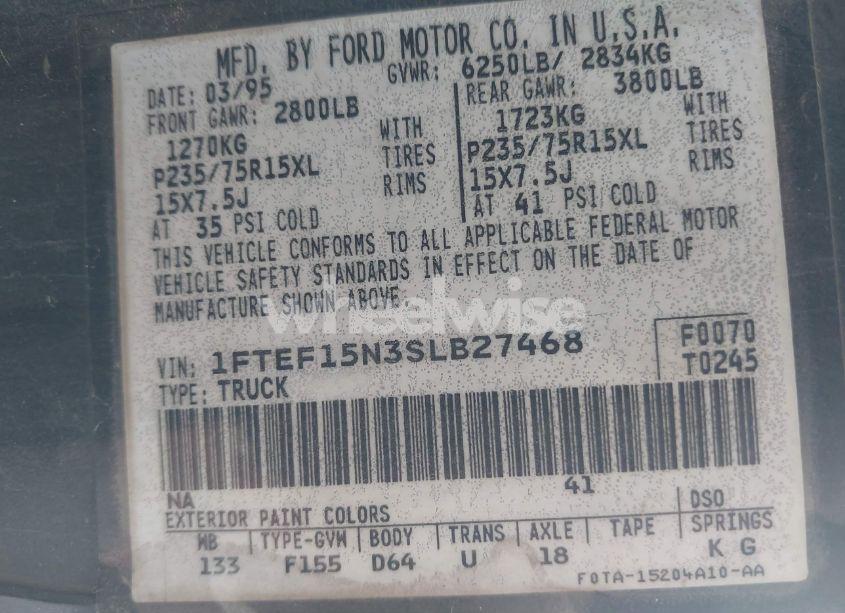 MFD. BY FORD MOTOR CO. IN U.S.A.
DATE: 03/95 GVWR: 6250LB/ 2834KG
FRONT GAWR: 2800LB REAR GAWR: 3800LB
1270KG WITH 1723KG WITH
P235/75R15XL TIRES P235/75R15XL TIRES
15X7.5J RIMS 15X7.5J RIMS
AT 35 PSI COLD AT 41 PSI COLD
THIS VEHICLE CONFORMS TO ALL APPLICABLE FEDERAL MOTOR
VEHICLE SAFETY STANDARDS IN EFFECT ON THE DATE OF
MANUFACTURE SHOWN ABOVE.
wheelwise
VIN: 1FTEF15N3SLB27468 F0070
TYPE: TRUCK T0245
NA 41
EXTERIOR PAINT COLORS DSO
WB TYPE-GVW BODY TRANS AXLE TAPE SPRINGS
133 F155 D64 U 18 K G
F0TA-15204A10-AA